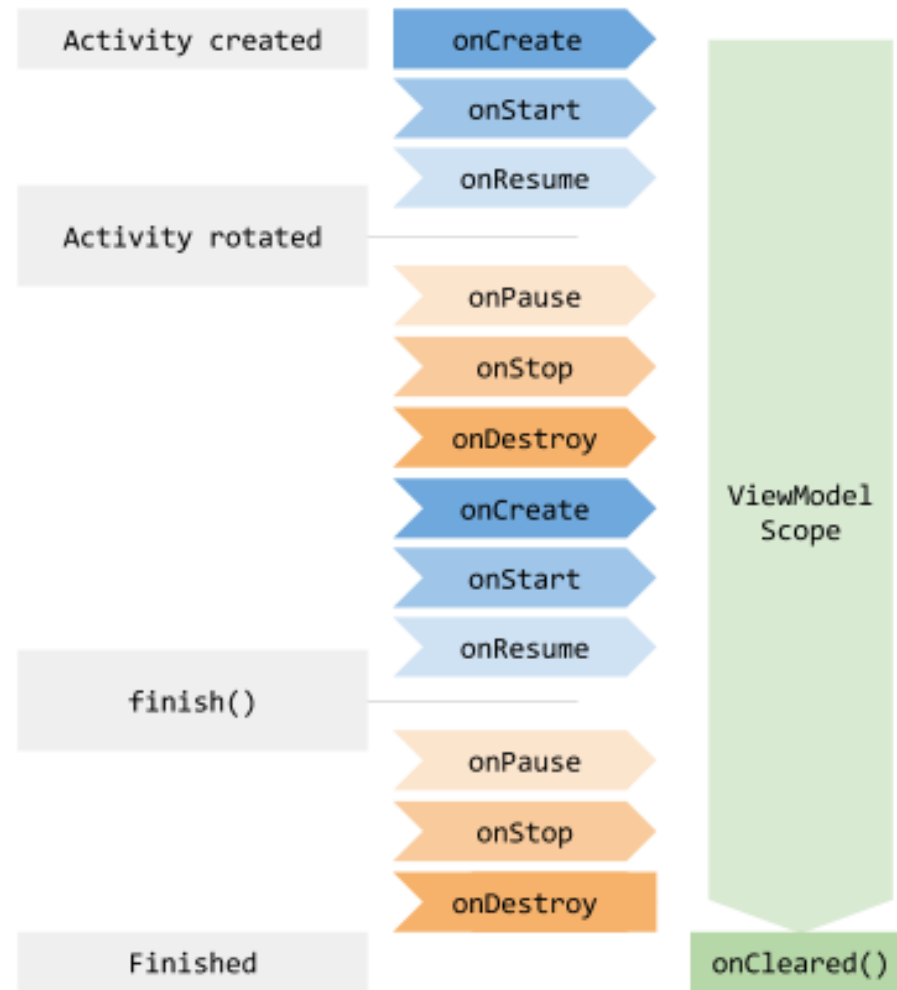 Activity created
onCreate
onStart
onResume
Activity rotated
onPause
onStop
onDestroy
onCreate
onStart
onResume
ViewModel
Scope
finish()
onPause
onStop
onDestroy
Finished
onCleared()